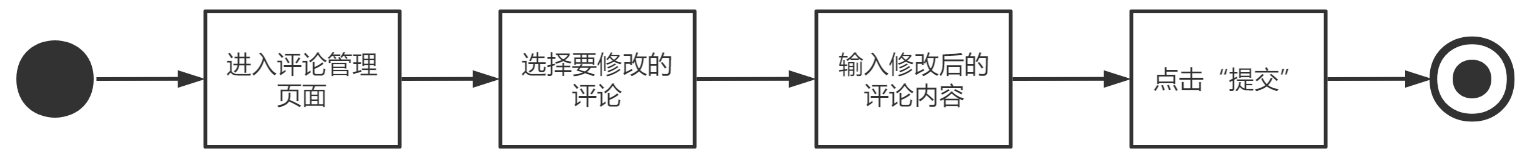 进入评论管理
页面
选择要修改的
评论
输入修改后的
评论内容
点击“提交”